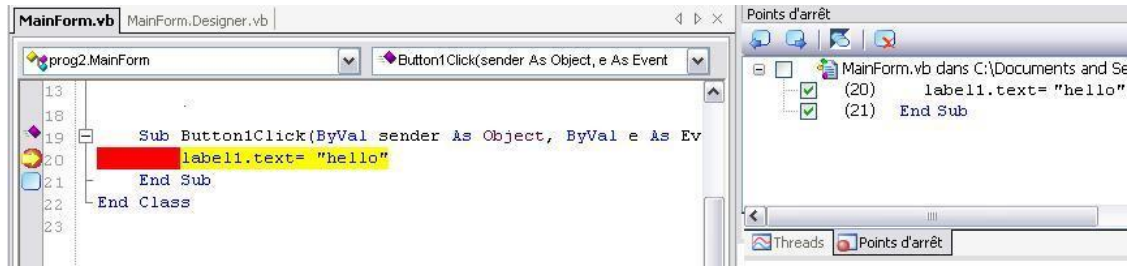 MainForm.vb MainForm.Designer.vb
prog2.MainForm
Button1Click(sender As Object, e As Event
13
18
19 Sub Button1Click(ByVal sender As Object, ByVal e As Ev
20 label1.text= "hello"
21 End Sub
22 End Class
23
Points d'arrêt
MainForm.vb dans C:\Documents and Se
(20) label1.text= "hello"
(21) End Sub
Threads Points d'arrêt